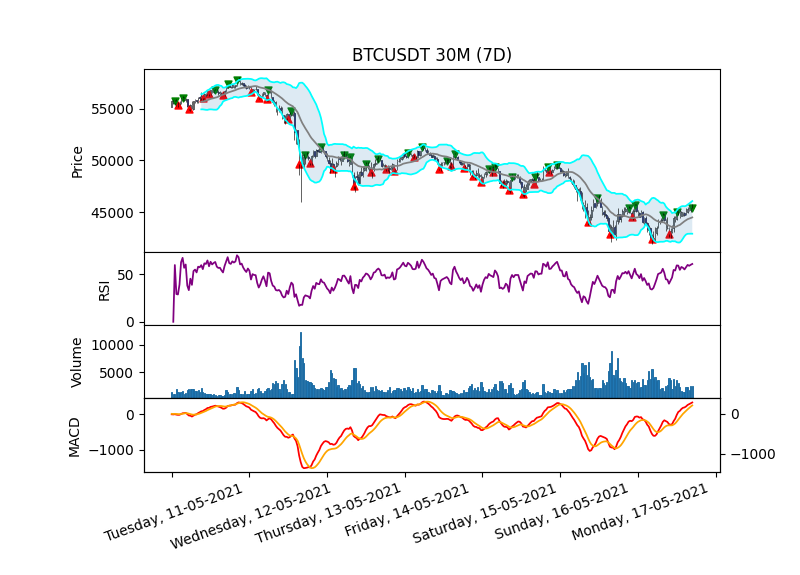 BTCUSDT 30M (7D)
Price
55000
50000
45000
RSI
50
0
Volume
10000
5000
MACD
0
−1000
0
−1000
Tuesday, 11-05-2021
Wednesday, 12-05-2021
Thursday, 13-05-2021
Friday, 14-05-2021
Saturday, 15-05-2021
Sunday, 16-05-2021
Monday, 17-05-2021